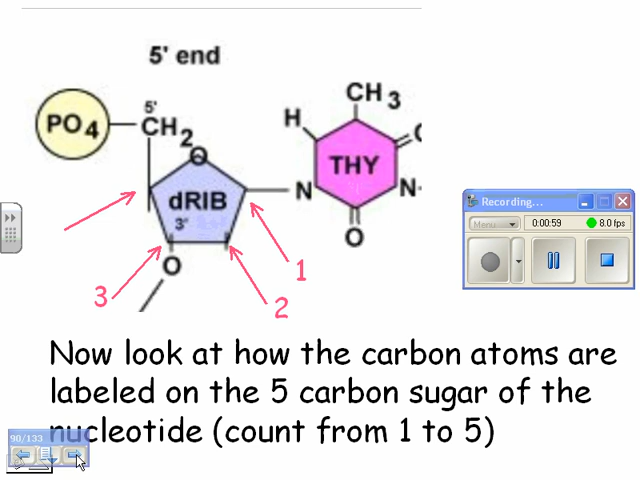 5' end
PO4
5'
CH2
O
H
CH3
THY
N
N
O
dRIB
3'
O
1
2
3
Recording...
Menu
0:00:59
8.0 fps
Now look at how the carbon atoms are
labeled on the 5 carbon sugar of the
nucleotide (count from 1 to 5)
90/133